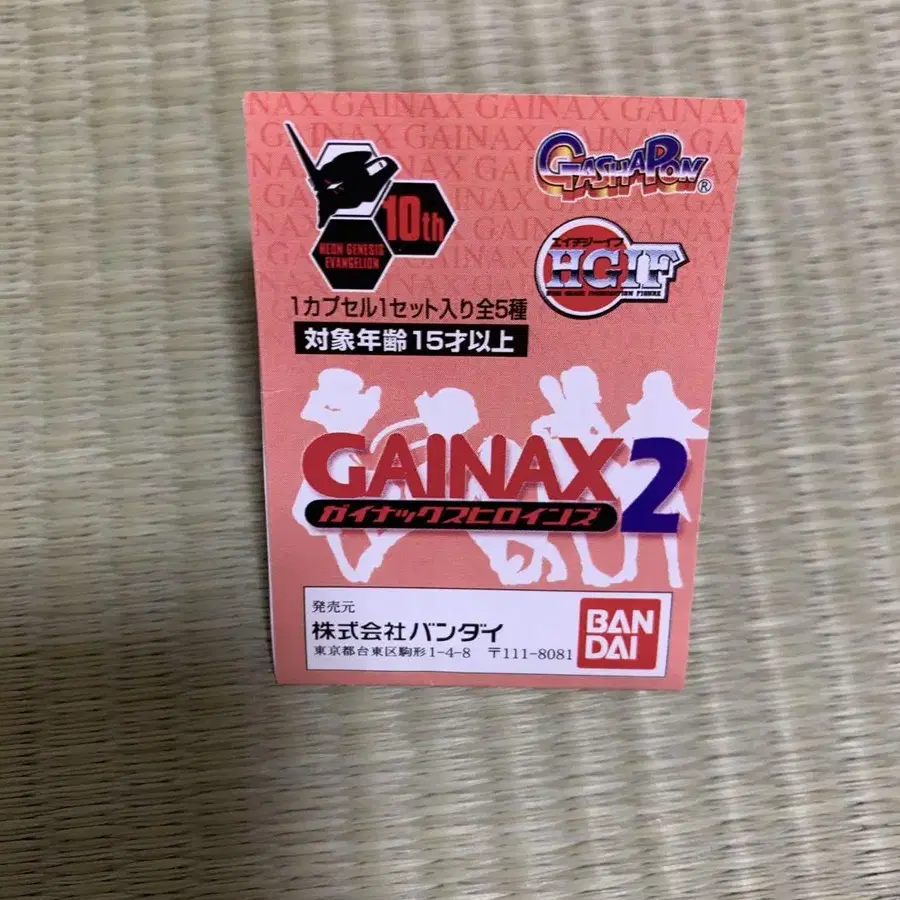 NAX GAINAX GAINAX GAINAX
GASHAPON®
10th
NEON GENESIS
EVANGELION
エイチジーイフ
HGIF
1カプセル1セット入り全5種
対象年齢15才以上
GAINAX2
ガイナックスヒロインズ
発売元
株式会社バンダイ
東京都台東区駒形1-4-8 〒111-8081
BAN
DAI